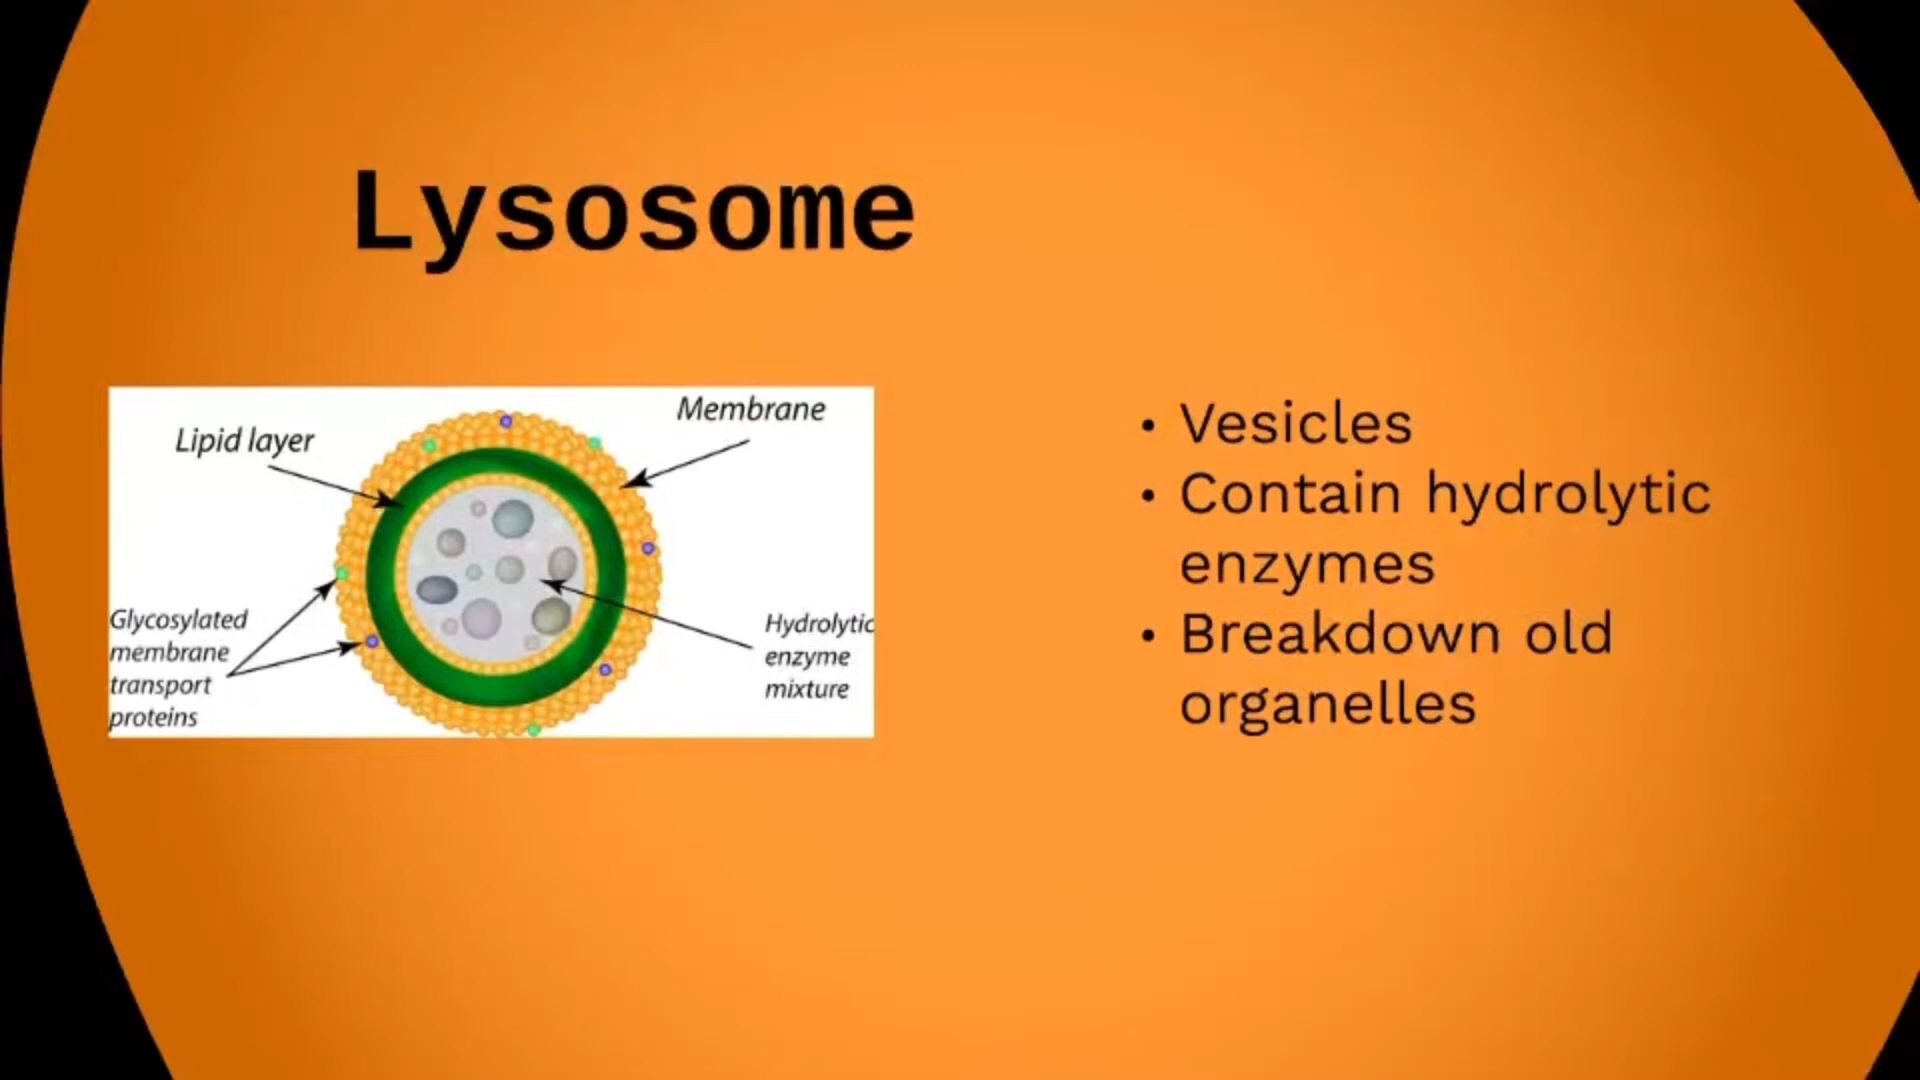 Lysosome
Lipid layer
Membrane
Glycosylated
membrane
transport
proteins
Hydrolytic
enzyme
mixture
• Vesicles
• Contain hydrolytic
enzymes
• Breakdown old
organelles